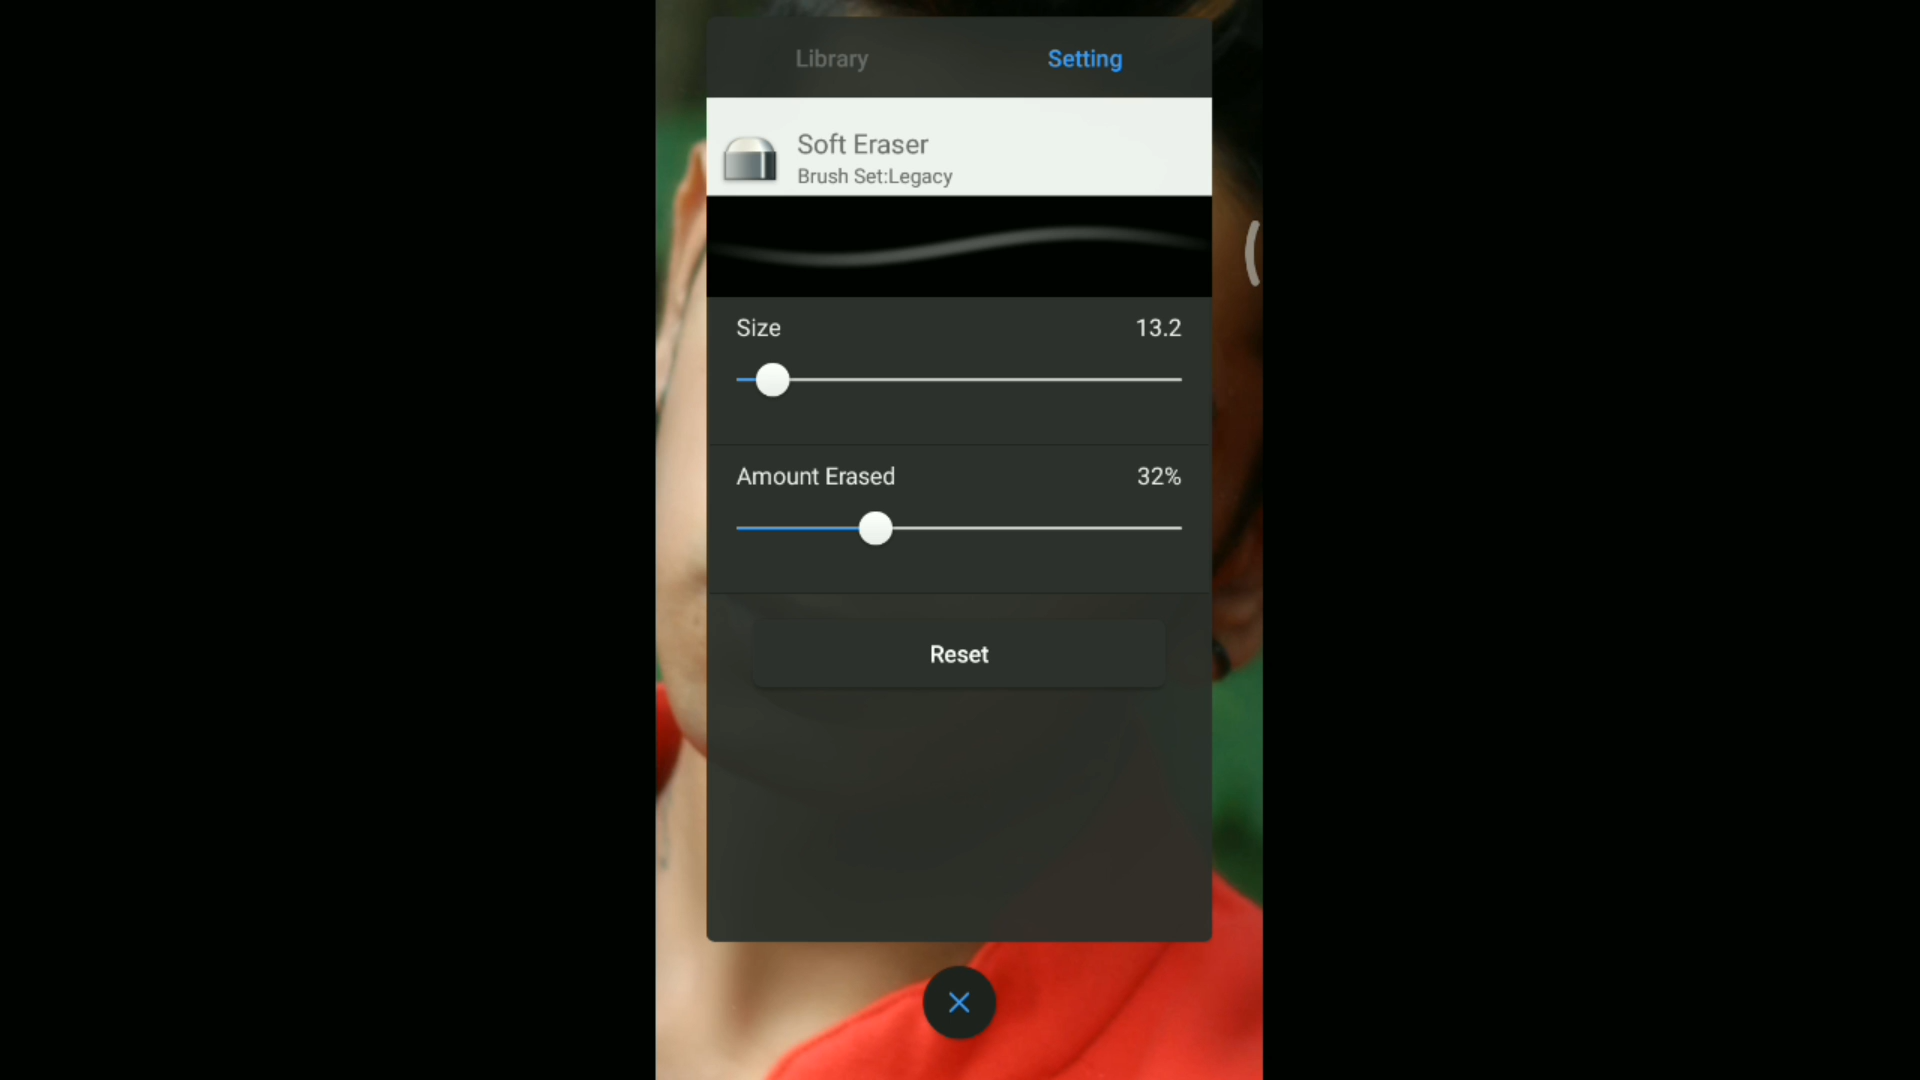 Library
Setting
Soft Eraser
Brush Set:Legacy
Size
13.2
Amount Erased
32%
Reset